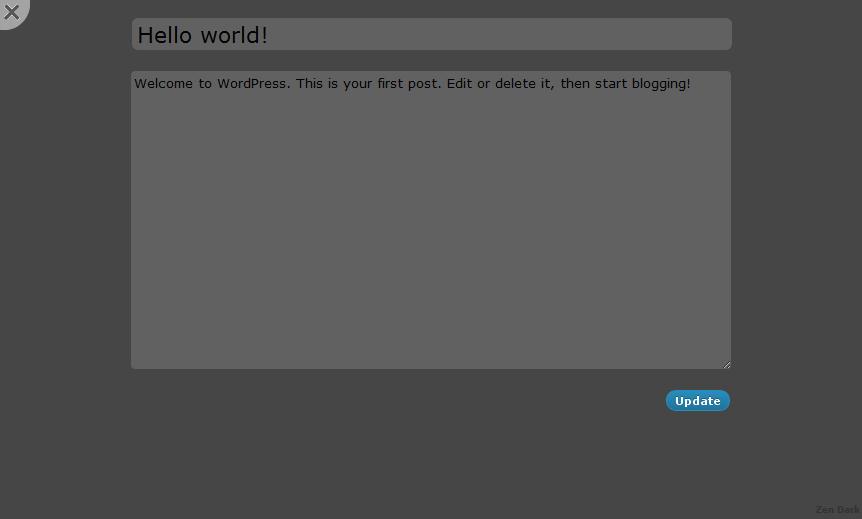 Hello world!
Welcome to WordPress. This is your first post. Edit or delete it, then start blogging!
Update
Zen Dark